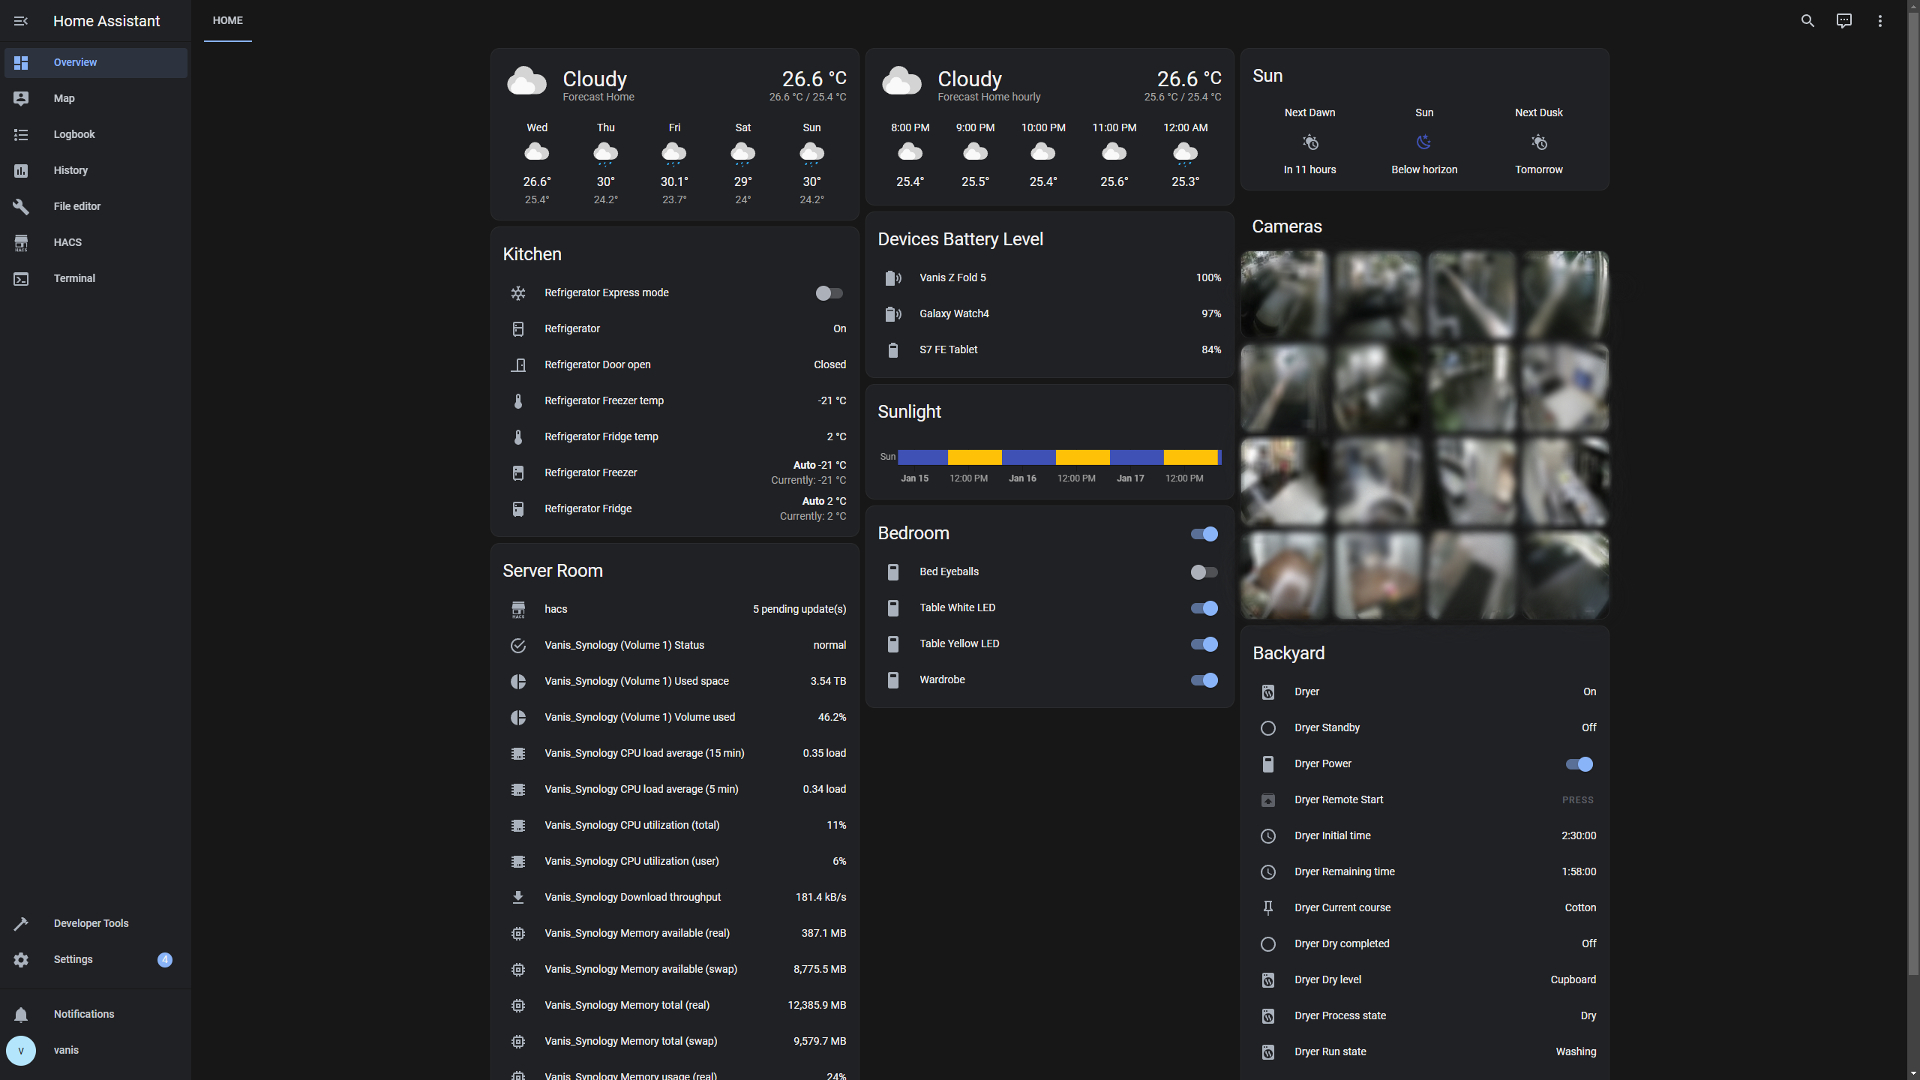 Home Assistant
Overview
Map
Logbook
History
File editor
HACS
Terminal
Developer Tools
Settings 4
Notifications
v vanis
HOME
Cloudy 26.6 °C
Forecast Home 26.6 °C / 25.4 °C
Wed Thu Fri Sat Sun
26.6° 30° 30.1° 29° 30°
25.4° 24.2° 23.7° 24° 24.2°
Kitchen
Refrigerator Express mode
Refrigerator On
Refrigerator Door open Closed
Refrigerator Freezer temp -21 °C
Refrigerator Fridge temp 2 °C
Refrigerator Freezer Auto -21 °C
Currently: -21 °C
Refrigerator Fridge Auto 2 °C
Currently: 2 °C
Server Room
HACS hacs 5 pending update(s)
Vanis_Synology (Volume 1) Status normal
Vanis_Synology (Volume 1) Used space 3.54 TB
Vanis_Synology (Volume 1) Volume used 46.2%
Vanis_Synology CPU load average (15 min) 0.35 load
Vanis_Synology CPU load average (5 min) 0.34 load
Vanis_Synology CPU utilization (total) 11%
Vanis_Synology CPU utilization (user) 6%
Vanis_Synology Download throughput 181.4 kB/s
Vanis_Synology Memory available (real) 387.1 MB
Vanis_Synology Memory available (swap) 8,775.5 MB
Vanis_Synology Memory total (real) 12,385.9 MB
Vanis_Synology Memory total (swap) 9,579.7 MB
Vanis_Synology Memory usage (real) 24%
Cloudy 26.6 °C
Forecast Home hourly 25.6 °C / 25.4 °C
8:00 PM 9:00 PM 10:00 PM 11:00 PM 12:00 AM
25.4° 25.5° 25.4° 25.6° 25.3°
Devices Battery Level
Vanis Z Fold 5 100%
Galaxy Watch4 97%
S7 FE Tablet 84%
Sunlight
Sun
Jan 15 12:00 PM Jan 16 12:00 PM Jan 17 12:00 PM
Bedroom
Bed Eyeballs
Table White LED
Table Yellow LED
Wardrobe
Sun
Next Dawn Sun Next Dusk
In 11 hours Below horizon Tomorrow
Cameras
Backyard
Dryer On
Dryer Standby Off
Dryer Power
Dryer Remote Start PRESS
Dryer Initial time 2:30:00
Dryer Remaining time 1:58:00
Dryer Current course Cotton
Dryer Dry completed Off
Dryer Dry level Cupboard
Dryer Process state Dry
Dryer Run state Washing